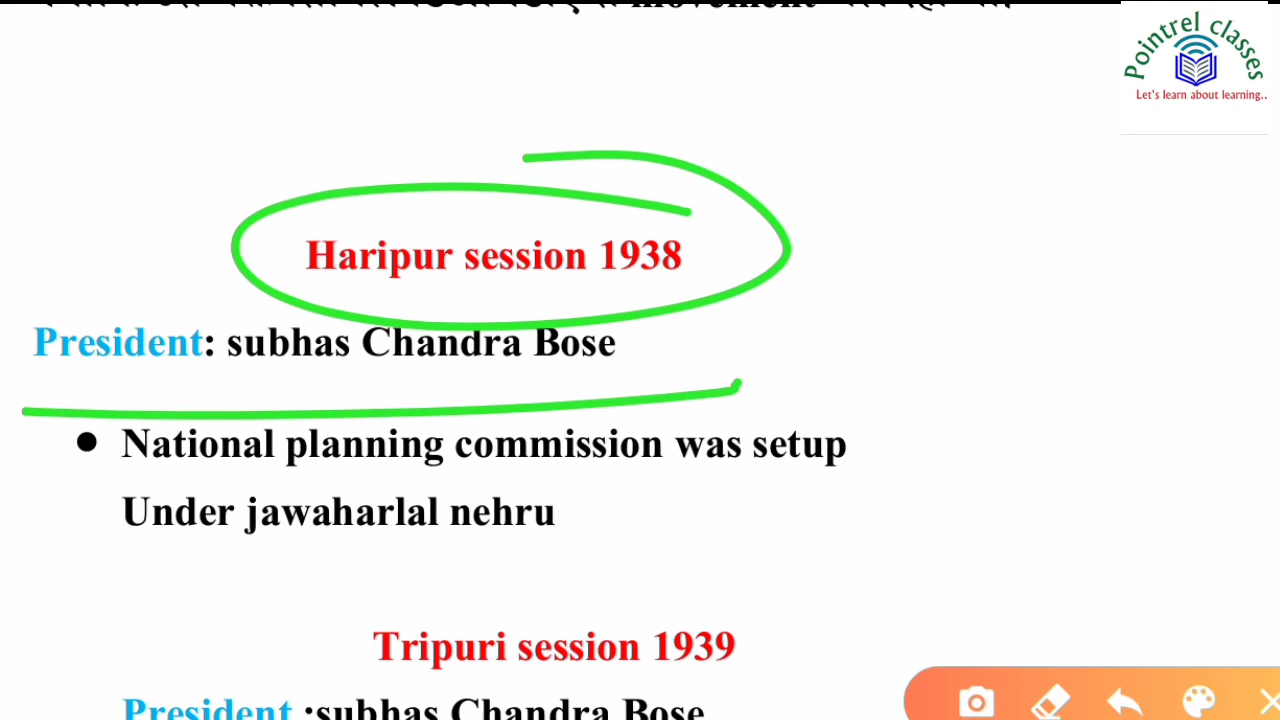 movement
Pointrel classes
Let's learn about learning..
Haripur session 1938
President: subhas Chandra Bose
● National planning commission was setup
Under jawaharlal nehru
Tripuri session 1939
President :subhas Chandra Bose